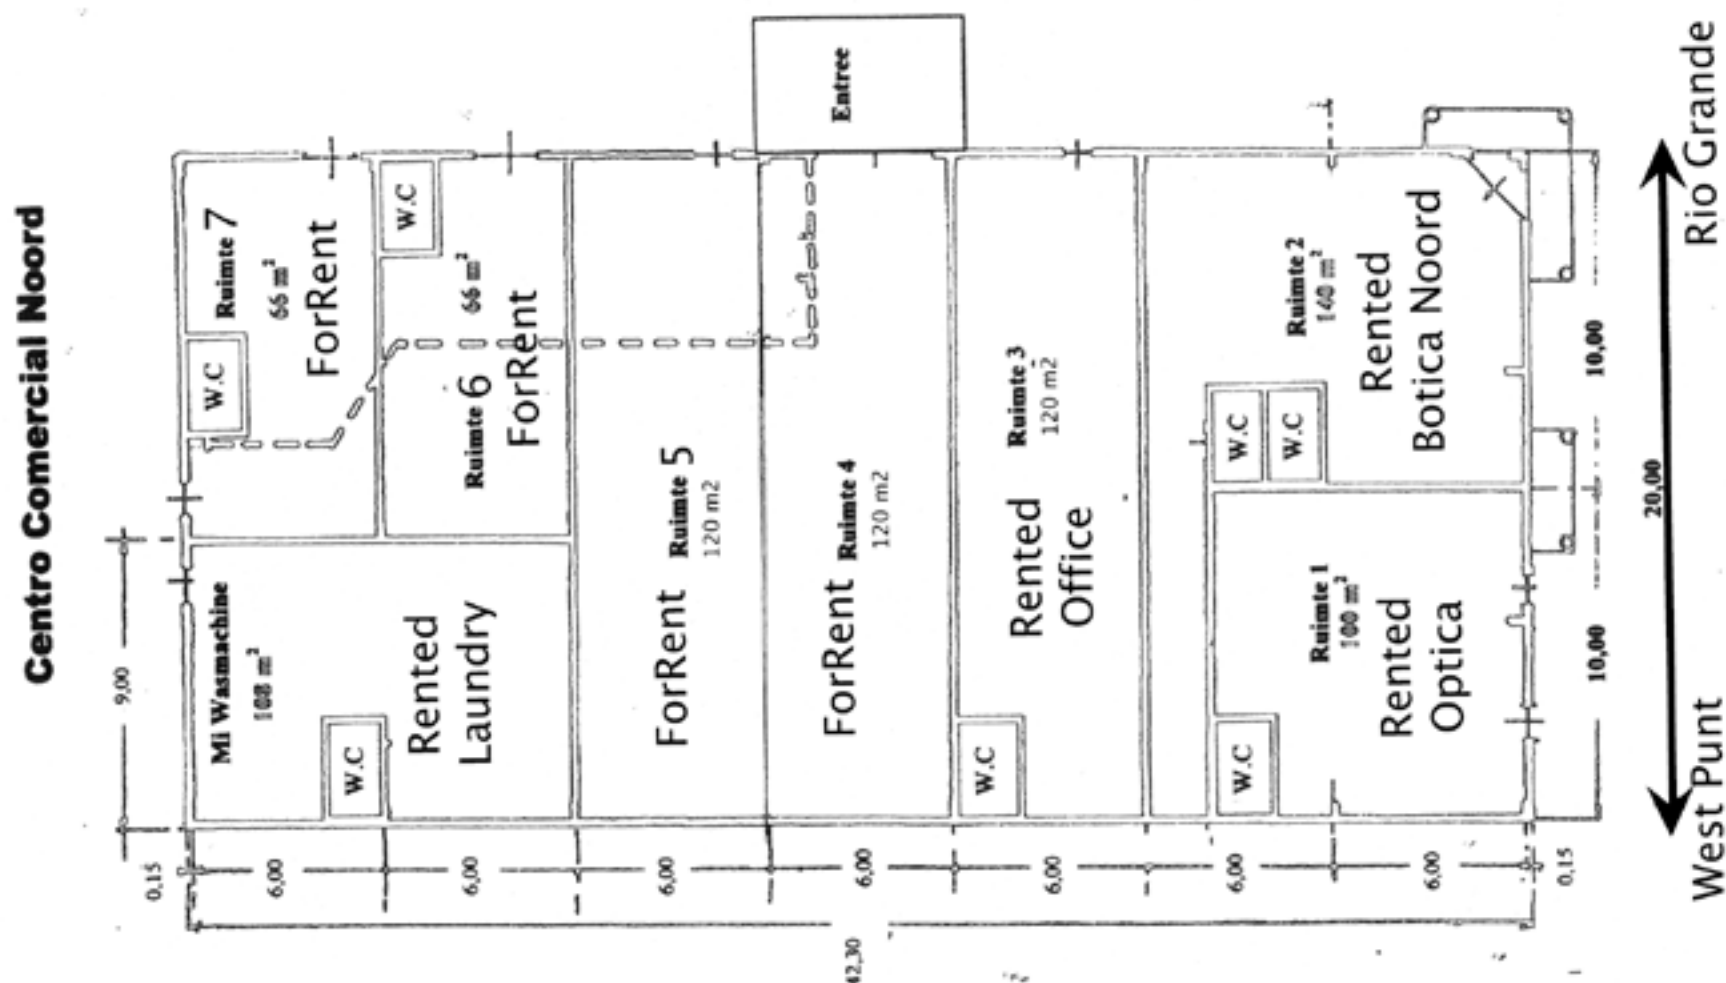 Centro Comercial Noord
Entree
Ruimte 7
66 m²
ForRent
W.C
W.C
Ruimte 6
66 m²
ForRent
Mi Wasmachine
108 m²
Rented
Laundry
W.C
Ruimte 5
120 m2
ForRent
Ruimte 4
120 m2
ForRent
Ruimte 3
120 m2
Rented
Office
W.C
Ruimte 2
140 m²
Rented
Botica Noord
W.C
W.C
Ruimte 1
100 m²
Rented
Optica
W.C
9,00
0,15
6,00
6,00
6,00
6,00
6,00
6,00
6,00
0,15
42,30
10,00
10,00
20,00
West Punt
Rio Grande